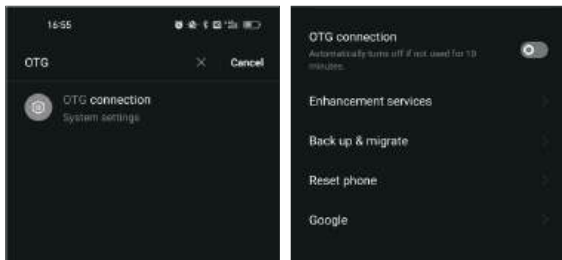 16:55
OTG
Cancel
OTG connection
System settings
OTG connection
Automatically turns off if not used for 10
minutes.
Enhancement services
Back up & migrate
Reset phone
Google